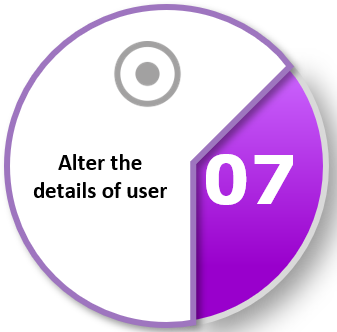 Alter the
details of user
07